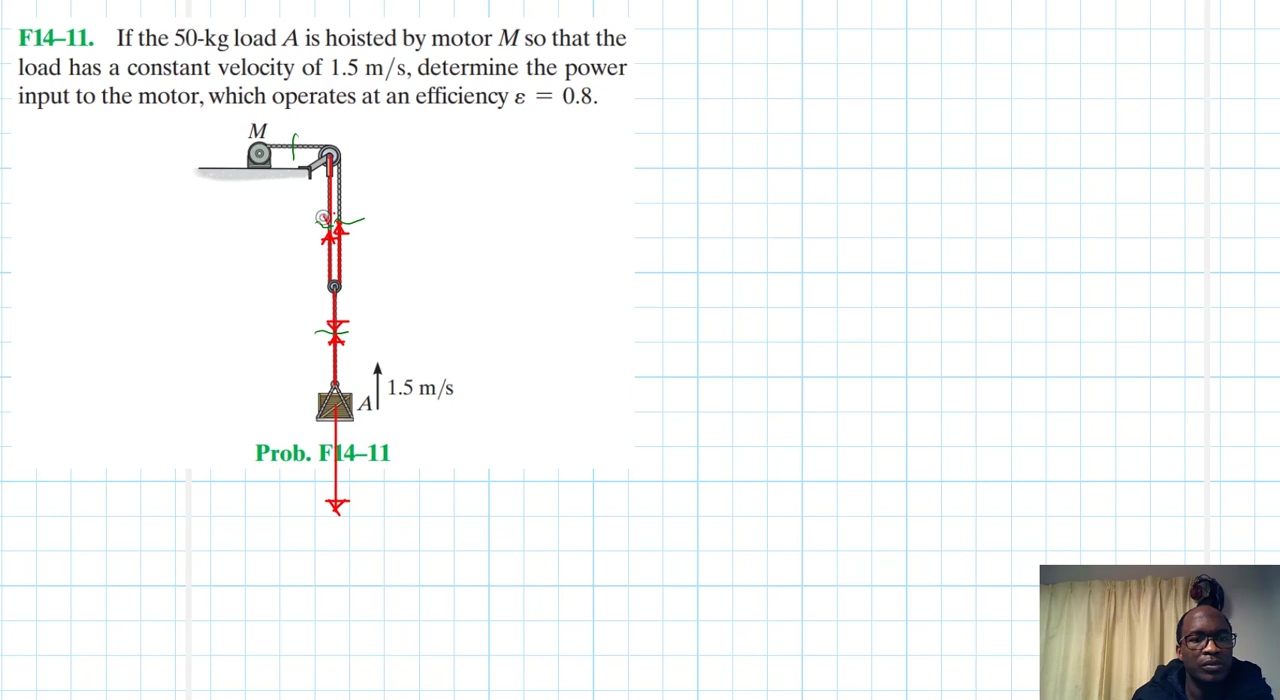 F14–11. If the 50-kg load A is hoisted by motor M so that the
load has a constant velocity of 1.5 m/s, determine the power
input to the motor, which operates at an efficiency ε = 0.8.
M
1.5 m/s
A
Prob. F14–11